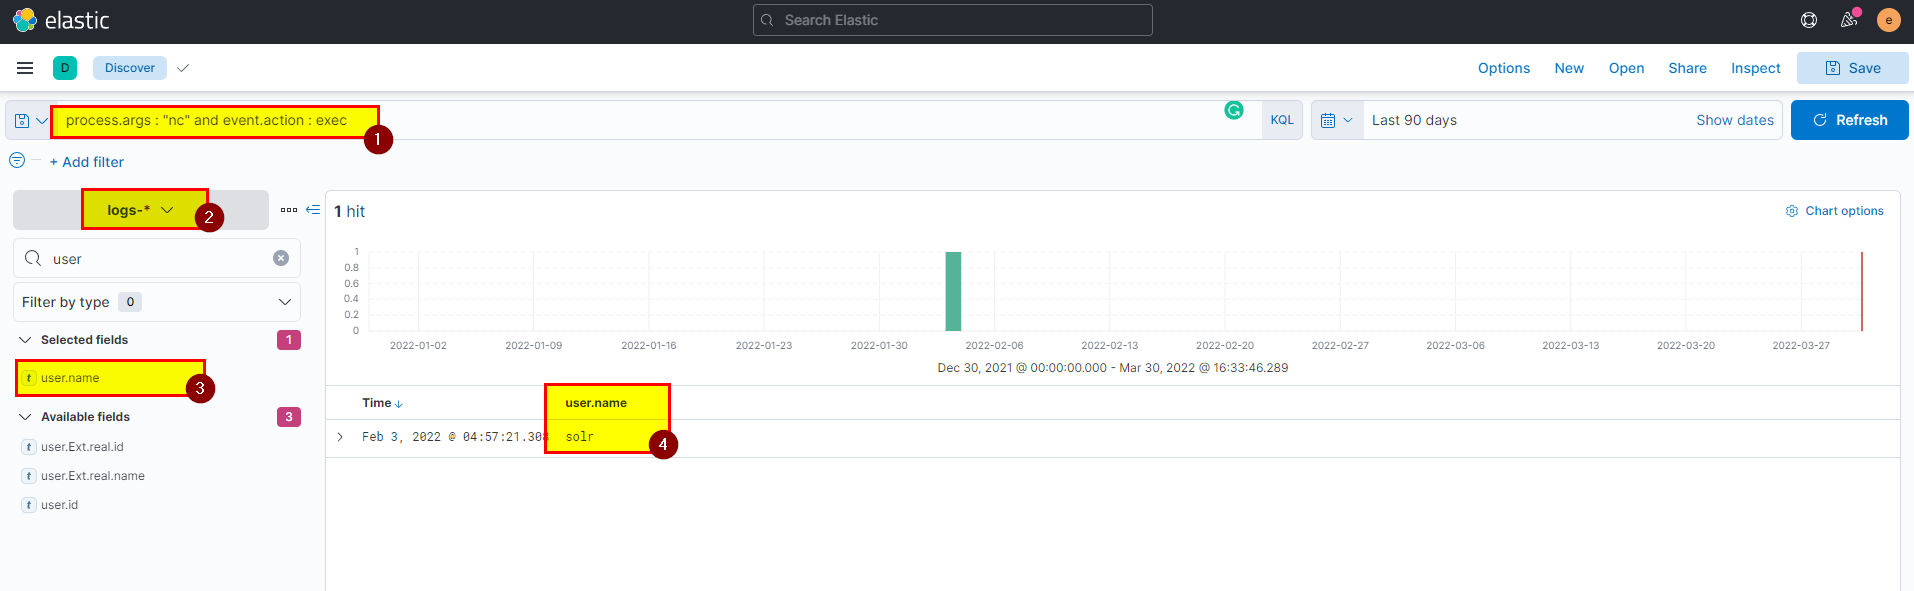 elastic
Search Elastic
e
D
Discover
Options
New
Open
Share
Inspect
Save
process.args : "nc" and event.action : exec
1
KQL
Last 90 days
Show dates
Refresh
+ Add filter
logs-*
2
1 hit
Chart options
user
Filter by type 0
Selected fields 1
t user.name
3
Available fields 3
t user.Ext.real.id
t user.Ext.real.name
t user.id
1
0.8
0.6
0.4
0.2
0
2022-01-02
2022-01-09
2022-01-16
2022-01-23
2022-01-30
2022-02-06
2022-02-13
2022-02-20
2022-02-27
2022-03-06
2022-03-13
2022-03-20
2022-03-27
Dec 30, 2021 @ 00:00:00.000 - Mar 30, 2022 @ 16:33:46.289
Time
user.name
Feb 3, 2022 @ 04:57:21.308
solr
4